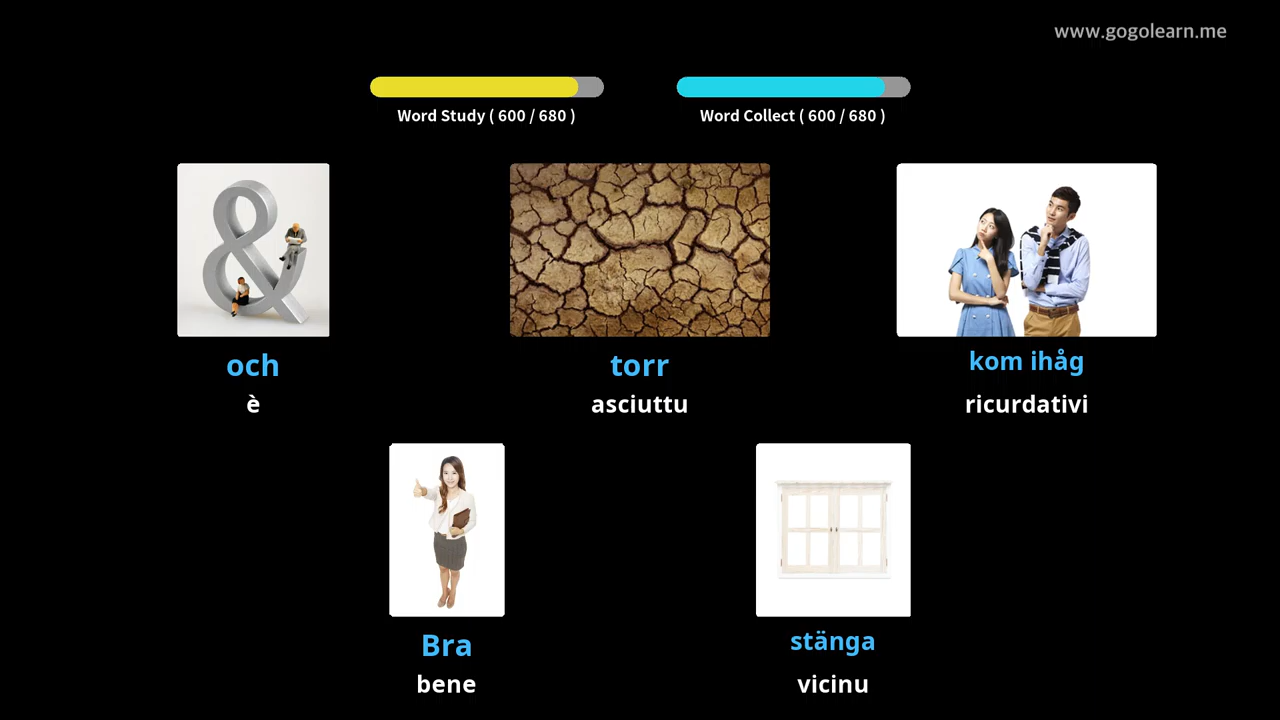 www.gogolearn.me
Word Study ( 600 / 680 )
Word Collect ( 600 / 680 )
&
och
è
torr
asciuttu
kom ihåg
ricurdativi
Bra
bene
stänga
vicinu